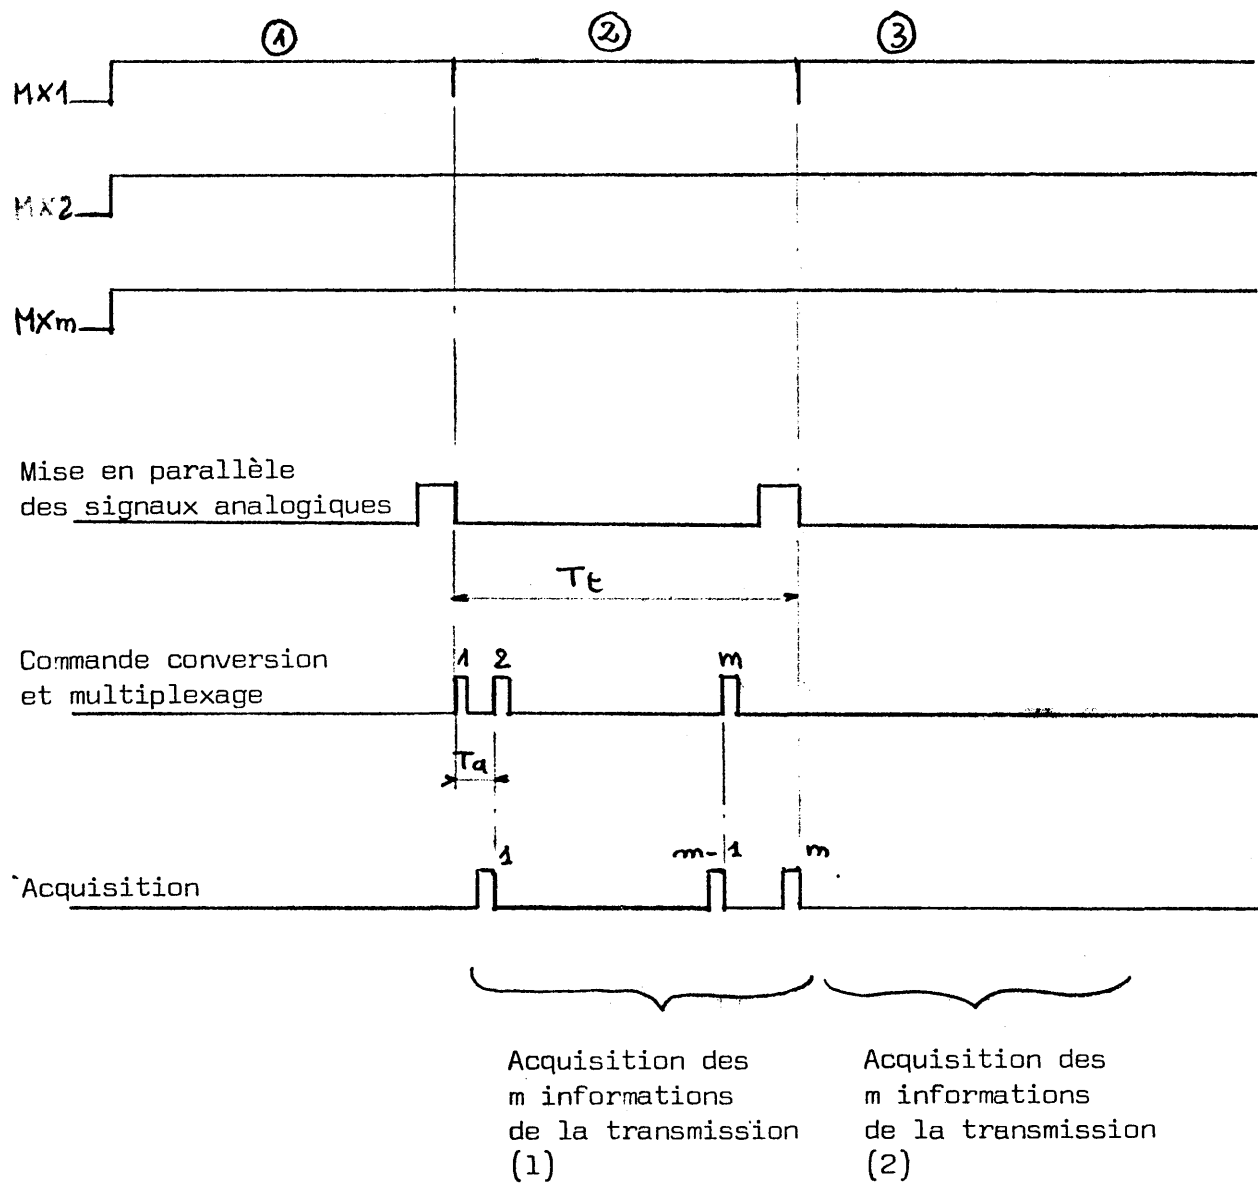 1 2 3
MX1
MX2
MXm
Mise en parallèle
des signaux analogiques
Tt
Commande conversion
et multiplexage
1 2 m
Ta
1 m-1 m
Acquisition
Acquisition des
m informations
de la transmission
(1)
Acquisition des
m informations
de la transmission
(2)